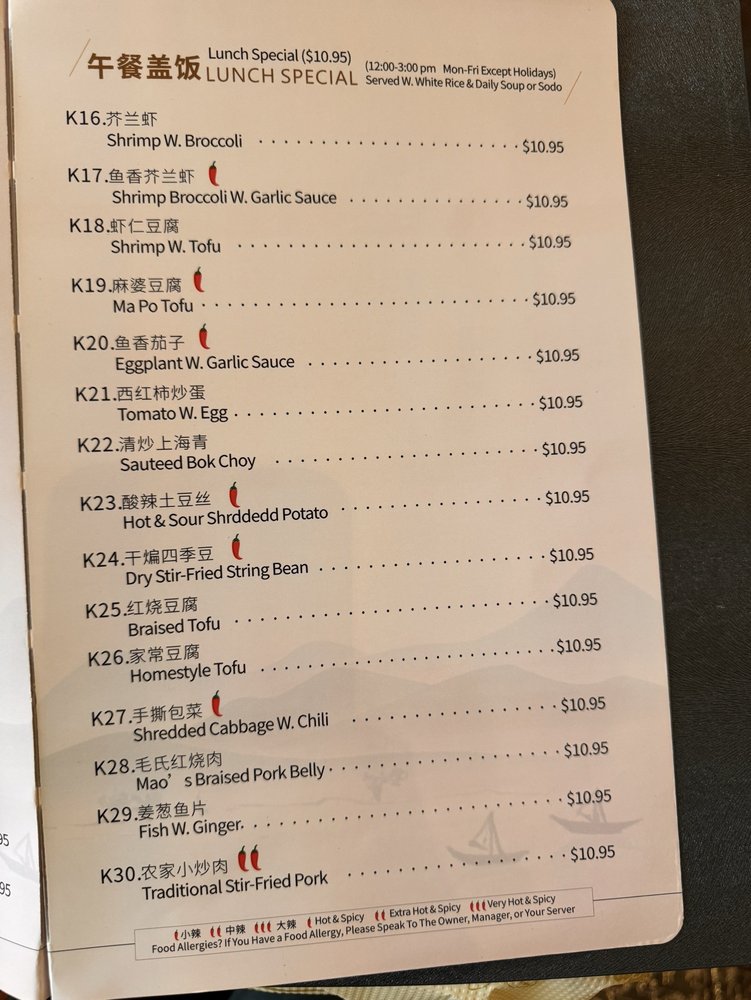 午餐盖饭 Lunch Special ($10.95)
LUNCH SPECIAL
(12:00-3:00 pm Mon-Fri Except Holidays)
Served W. White Rice & Daily Soup or Sodo
K16.芥兰虾
Shrimp W. Broccoli $10.95
K17.鱼香芥兰虾
Shrimp Broccoli W. Garlic Sauce $10.95
K18.虾仁豆腐
Shrimp W. Tofu $10.95
K19.麻婆豆腐
Ma Po Tofu $10.95
K20.鱼香茄子
Eggplant W. Garlic Sauce $10.95
K21.西红柿炒蛋
Tomato W. Egg $10.95
K22.清炒上海青
Sauteed Bok Choy $10.95
K23.酸辣土豆丝
Hot & Sour Shrddedd Potato $10.95
K24.干煸四季豆
Dry Stir-Fried String Bean $10.95
K25.红烧豆腐
Braised Tofu $10.95
K26.家常豆腐
Homestyle Tofu $10.95
K27.手撕包菜
Shredded Cabbage W. Chili $10.95
K28.毛氏红烧肉
Mao’s Braised Pork Belly $10.95
K29.姜葱鱼片
Fish W. Ginger. $10.95
K30.农家小炒肉
Traditional Stir-Fried Pork $10.95
小辣 中辣 大辣 Hot & Spicy Extra Hot & Spicy Very Hot & Spicy
Food Allergies? If You Have a Food Allergy, Please Speak To The Owner, Manager, or Your Server
95
95